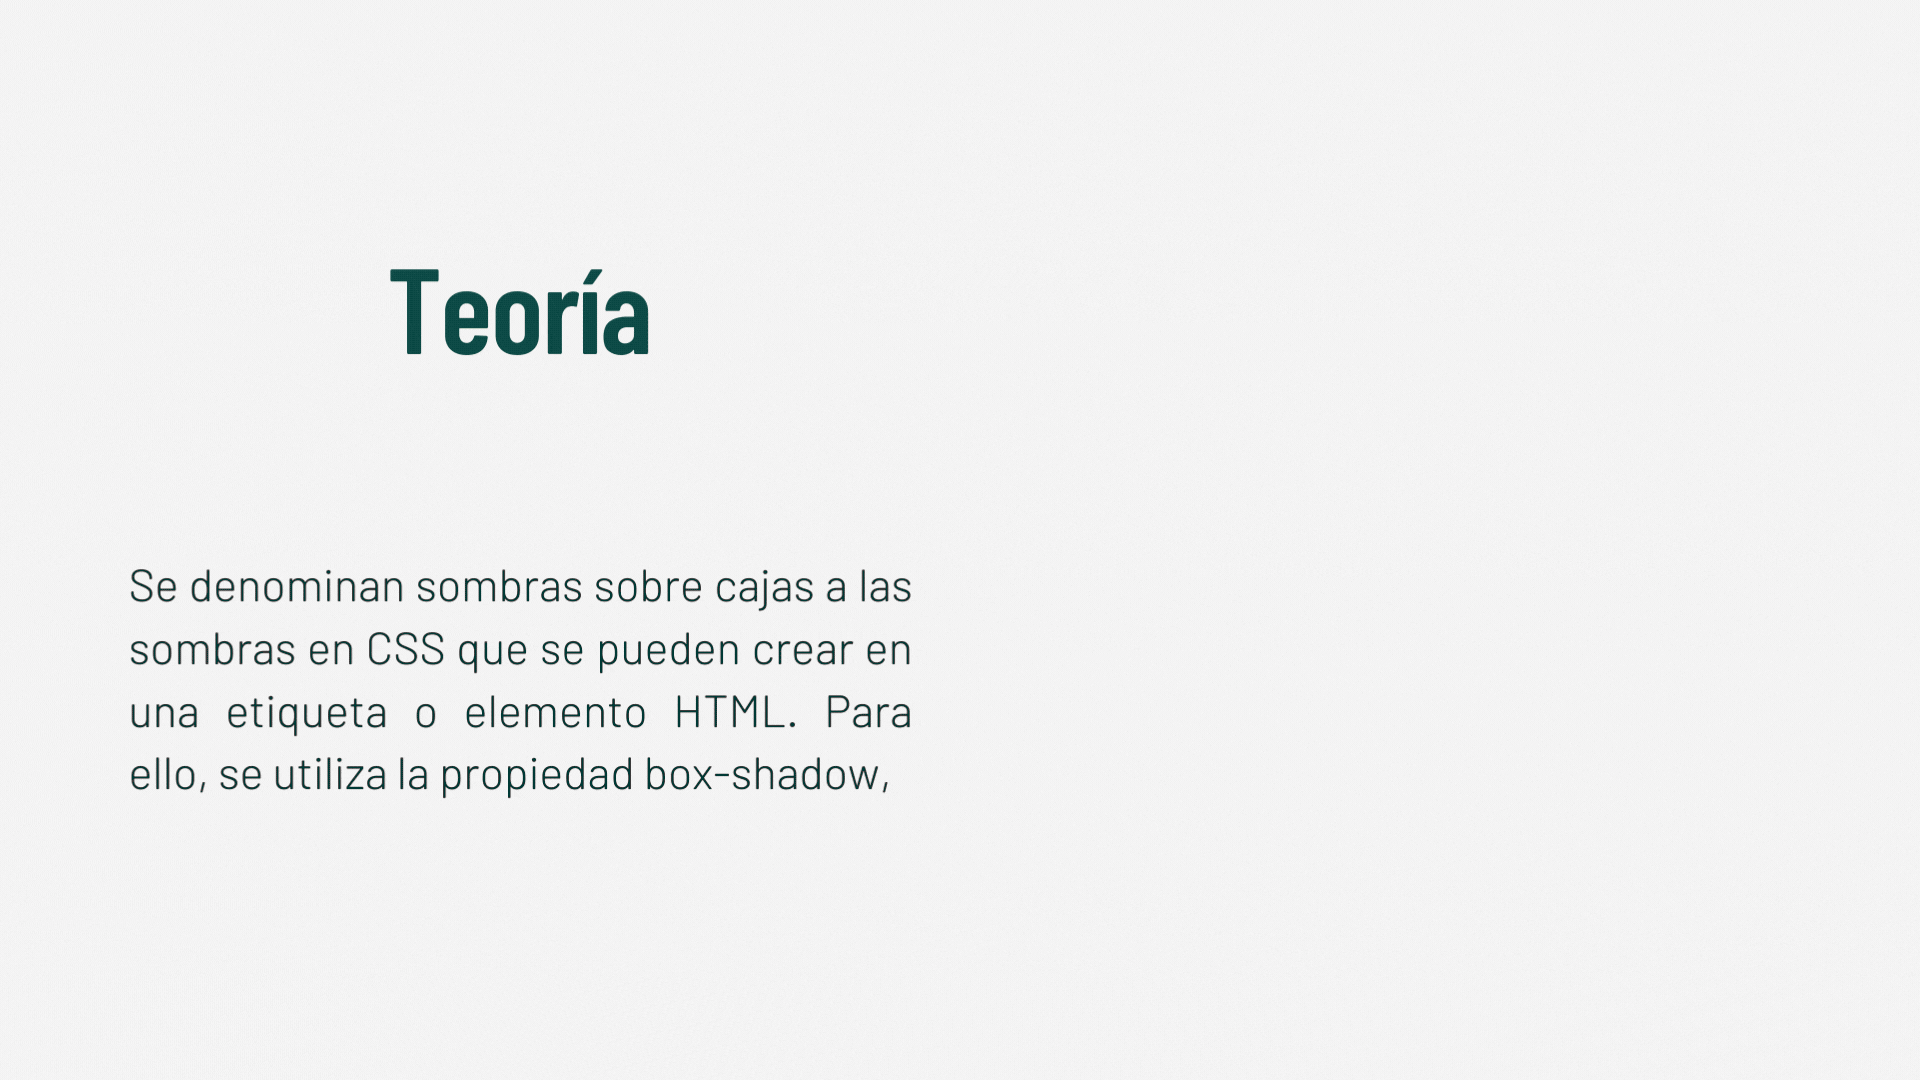 Teoría
Se denominan sombras sobre cajas a las
sombras en CSS que se pueden crear en
una etiqueta o elemento HTML. Para
ello, se utiliza la propiedad box-shadow,